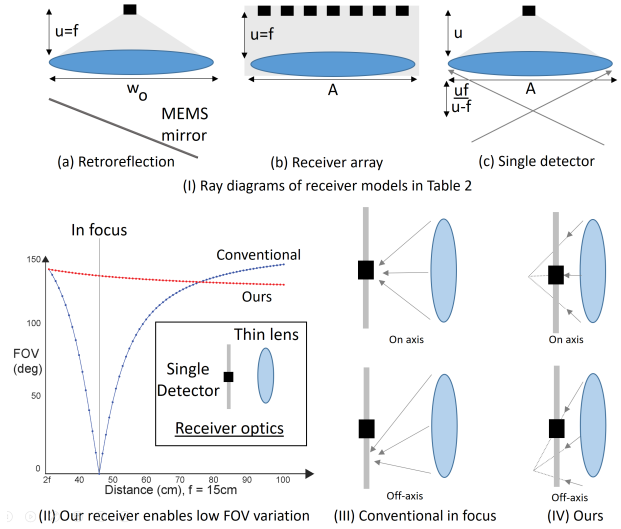 u=f
w₀
MEMS
mirror
(a) Retroreflection
u=f
A
(b) Receiver array
u
A
uf
u-f
(c) Single detector
(I) Ray diagrams of receiver models in Table 2
In focus
150
100
50
0
FOV
(deg)
Conventional
Ours
Thin lens
Single
Detector
Receiver optics
2f 40 50 60 70 80 90 100
Distance (cm), f = 15cm
(II) Our receiver enables low FOV variation
On axis
Off-axis
(III) Conventional in focus
On axis
Off-axis
(IV) Ours